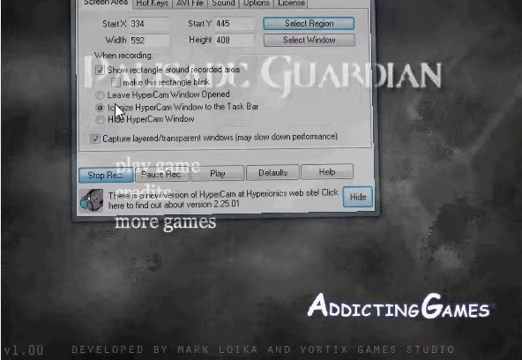 Screen Area Hot Keys AVI File Sound Options License
Start X 334 Start Y 445 Select Region
Width 592 Height 408 Select Window
When recording:
Show rectangle around recorded area
make this rectangle blink
GUARDIAN
Leave HyperCam Window Opened
HyperCam Window to the Task Bar
Hide HyperCam Window
Capture layered/transparent windows (may slow down performance)
play game
Stop Rec. Pause Rec. Play Defaults Help
credits
There is a new version of HyperCam at Hyperionics web site! Click
here to find out about version 2.25.01
Hide
more games
ADDICTINGGAMES
v1.00 DEVELOPED BY MARK LOIKA AND VORTIX GAMES STUDIO